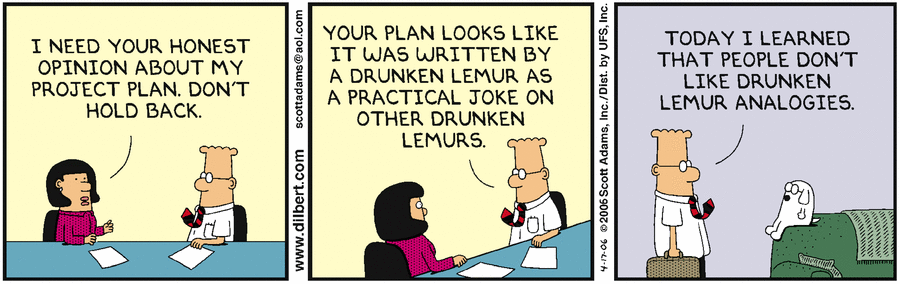 I NEED YOUR HONEST
OPINION ABOUT MY
PROJECT PLAN. DON'T
HOLD BACK.
www.dilbert.com scottadams@aol.com
YOUR PLAN LOOKS LIKE
IT WAS WRITTEN BY
A DRUNKEN LEMUR AS
A PRACTICAL JOKE ON
OTHER DRUNKEN
LEMURS.
4-17-06 ©2006 Scott Adams, Inc./Dist. by UFS, Inc.
TODAY I LEARNED
THAT PEOPLE DON'T
LIKE DRUNKEN
LEMUR ANALOGIES.